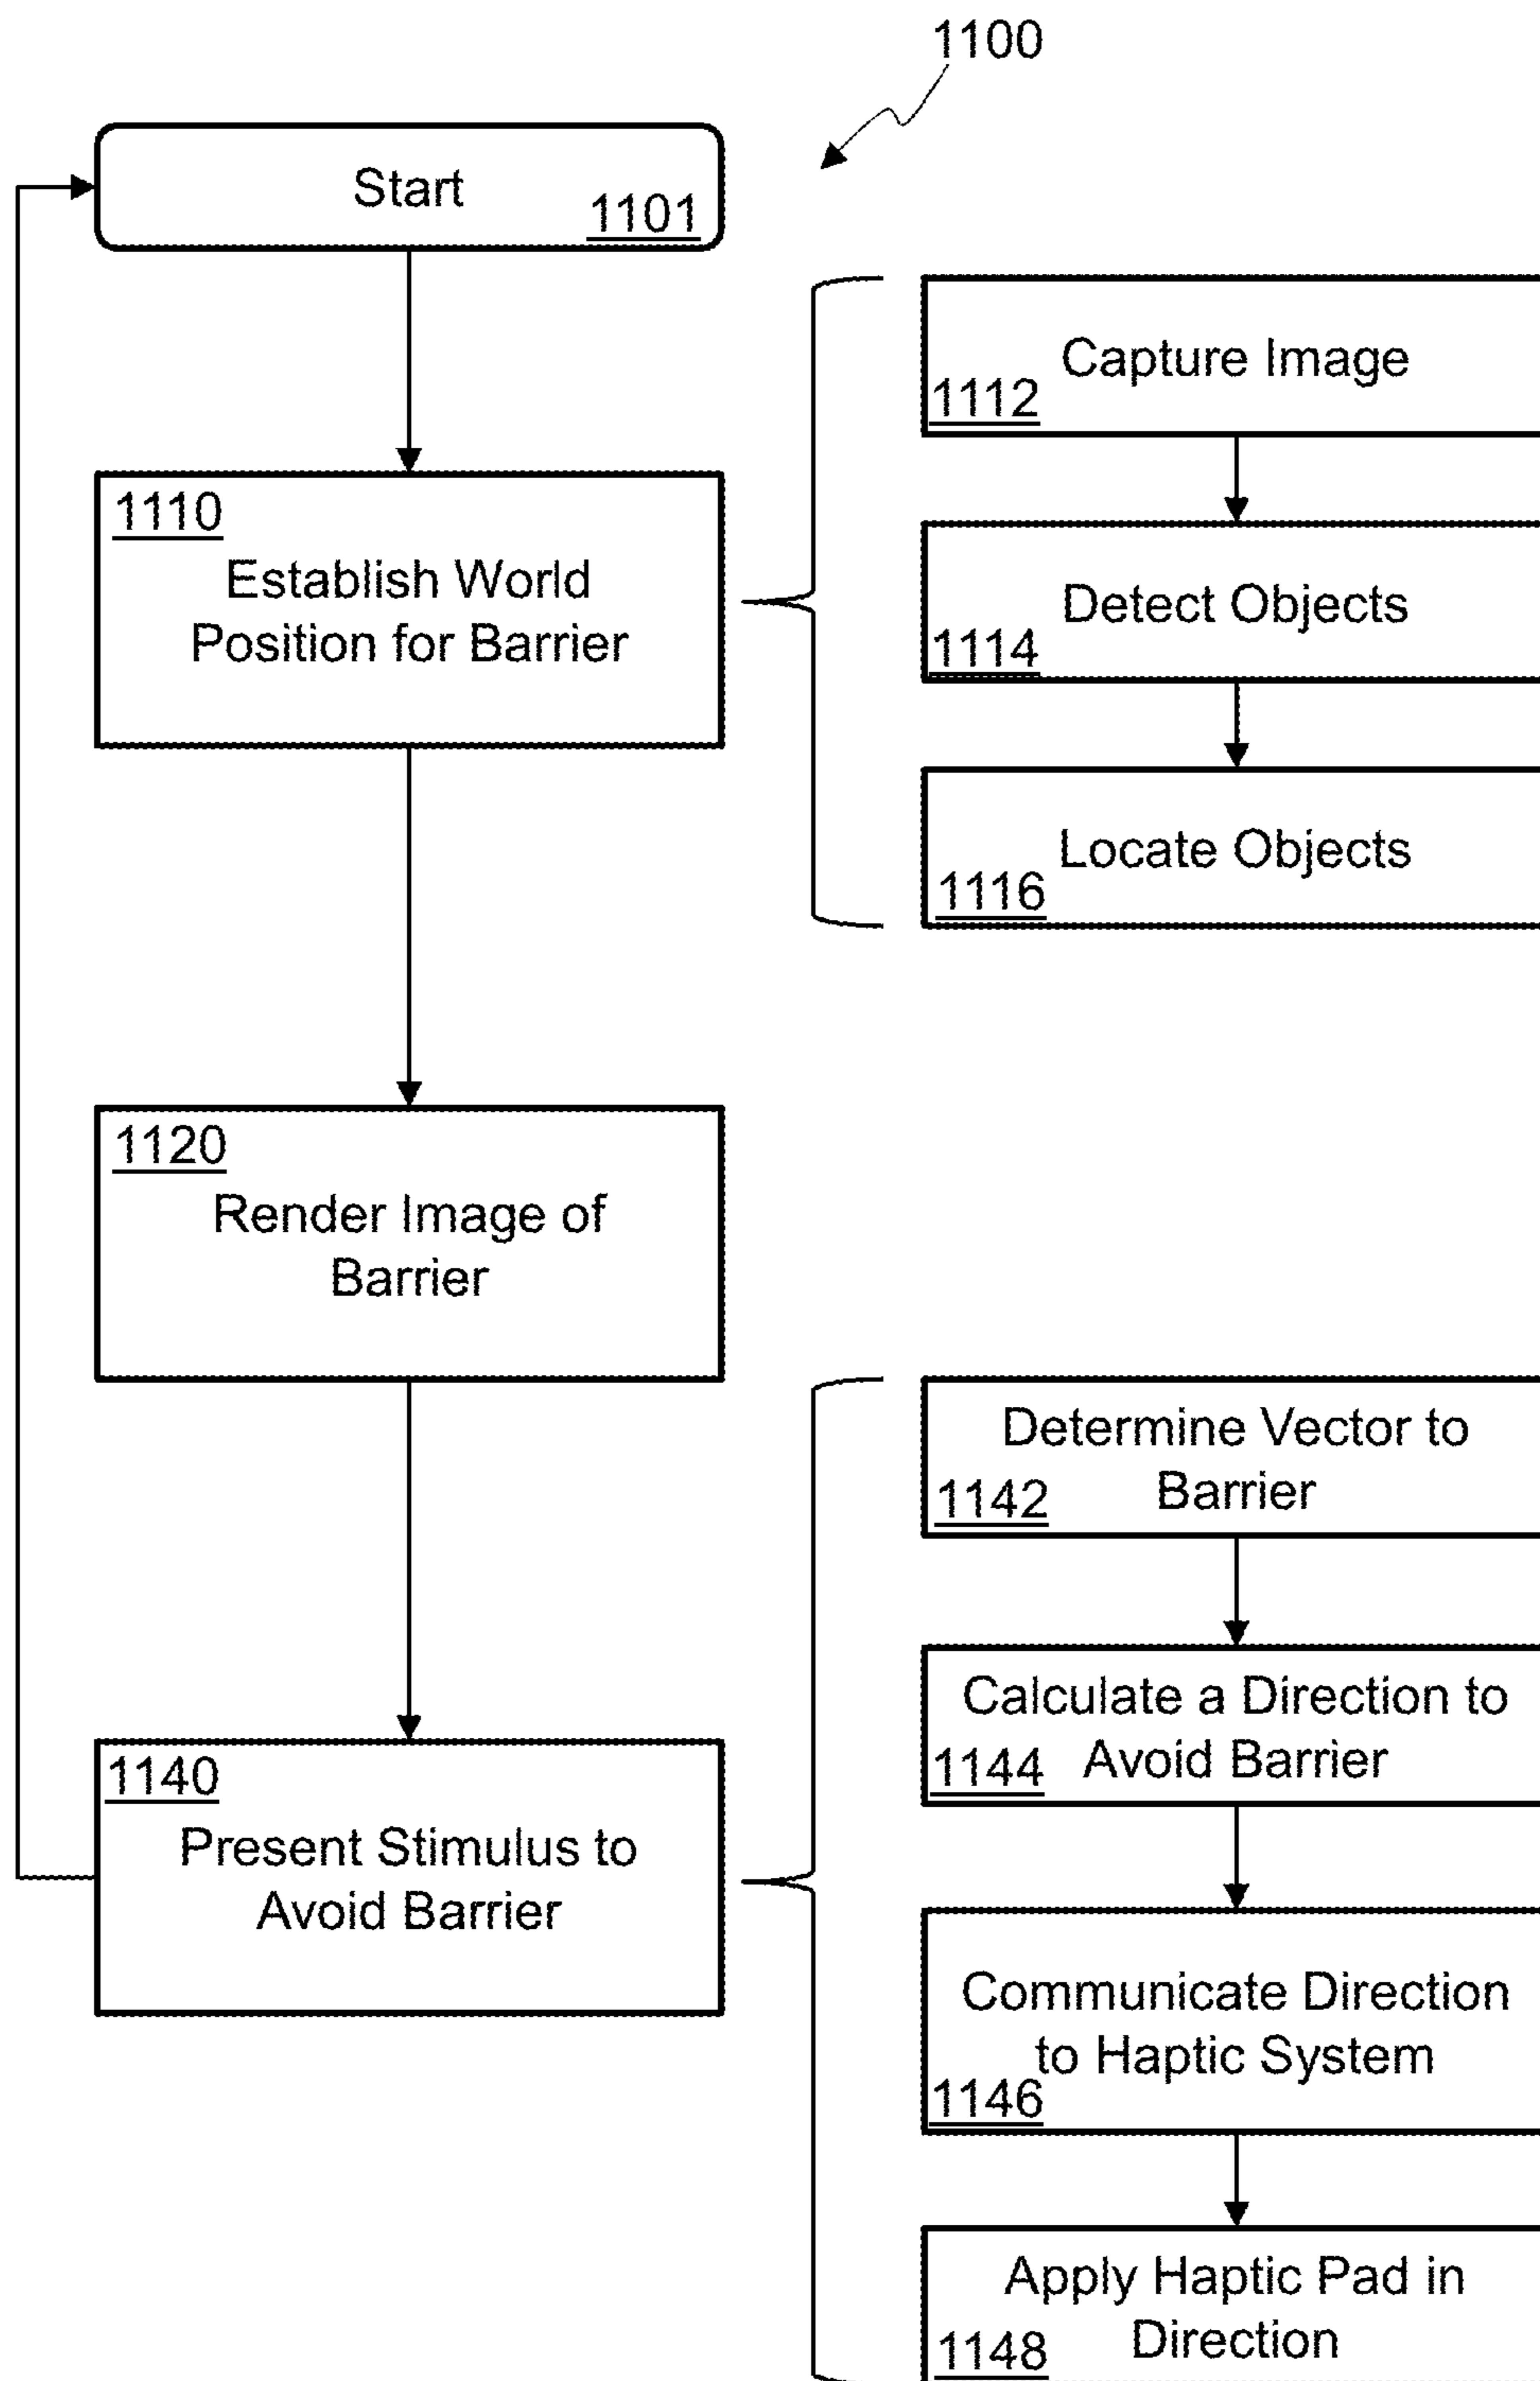 1100
Start
1101
1110
Establish World
Position for Barrier
Capture Image
1112
Detect Objects
1114
Locate Objects
1116
1120
Render Image of
Barrier
1140
Present Stimulus to
Avoid Barrier
Determine Vector to
Barrier
1142
Calculate a Direction to
Avoid Barrier
1144
Communicate Direction
to Haptic System
1146
Apply Haptic Pad in
Direction
1148